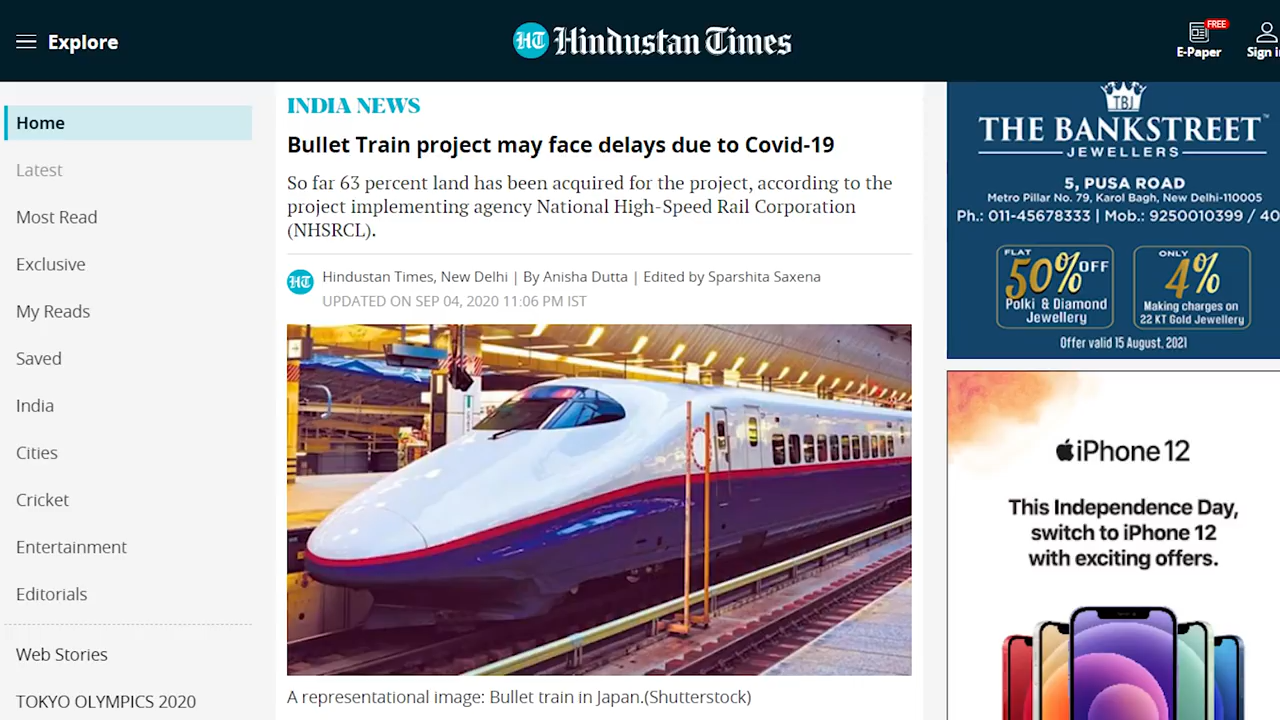 Explore
HT Hindustan Times
FREE
E-Paper
Home
Latest
Most Read
Exclusive
My Reads
Saved
India
Cities
Cricket
Entertainment
Editorials
Web Stories
TOKYO OLYMPICS 2020
INDIA NEWS
Bullet Train project may face delays due to Covid-19
So far 63 percent land has been acquired for the project, according to the
project implementing agency National High-Speed Rail Corporation
(NHSRCL).
HT
Hindustan Times, New Delhi | By Anisha Dutta | Edited by Sparshita Saxena
UPDATED ON SEP 04, 2020 11:06 PM IST
A representational image: Bullet train in Japan.(Shutterstock)
TBJ
THE BANKSTREET™
JEWELLERS
5, PUSA ROAD
Metro Pillar No. 79, Karol Bagh, New Delhi-110005
Ph.: 011-45678333 | Mob.: 9250010399 / 40
FLAT
50% OFF
Polki & Diamond
Jewellery
ONLY
4%
Making charges on
22 KT Gold Jewellery
Offer valid 15 August, 2021
iPhone 12
This Independence Day,
switch to iPhone 12
with exciting offers.